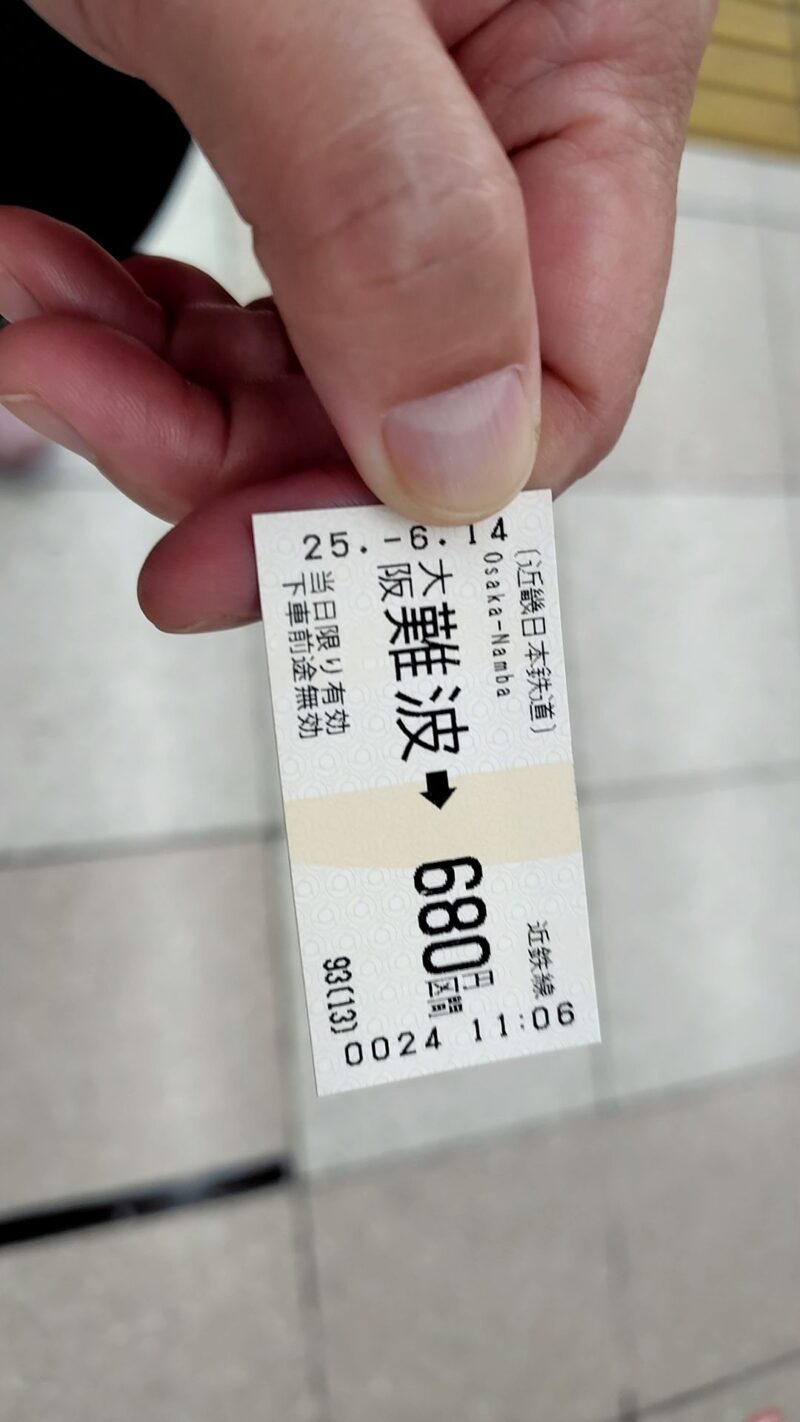 25.-6.14
〔近畿日本鉄道〕
Osaka-Namba
大阪難波➡680円区間
近鉄線
当日限り有効
下車前途無効
93(13)
0024 11:06